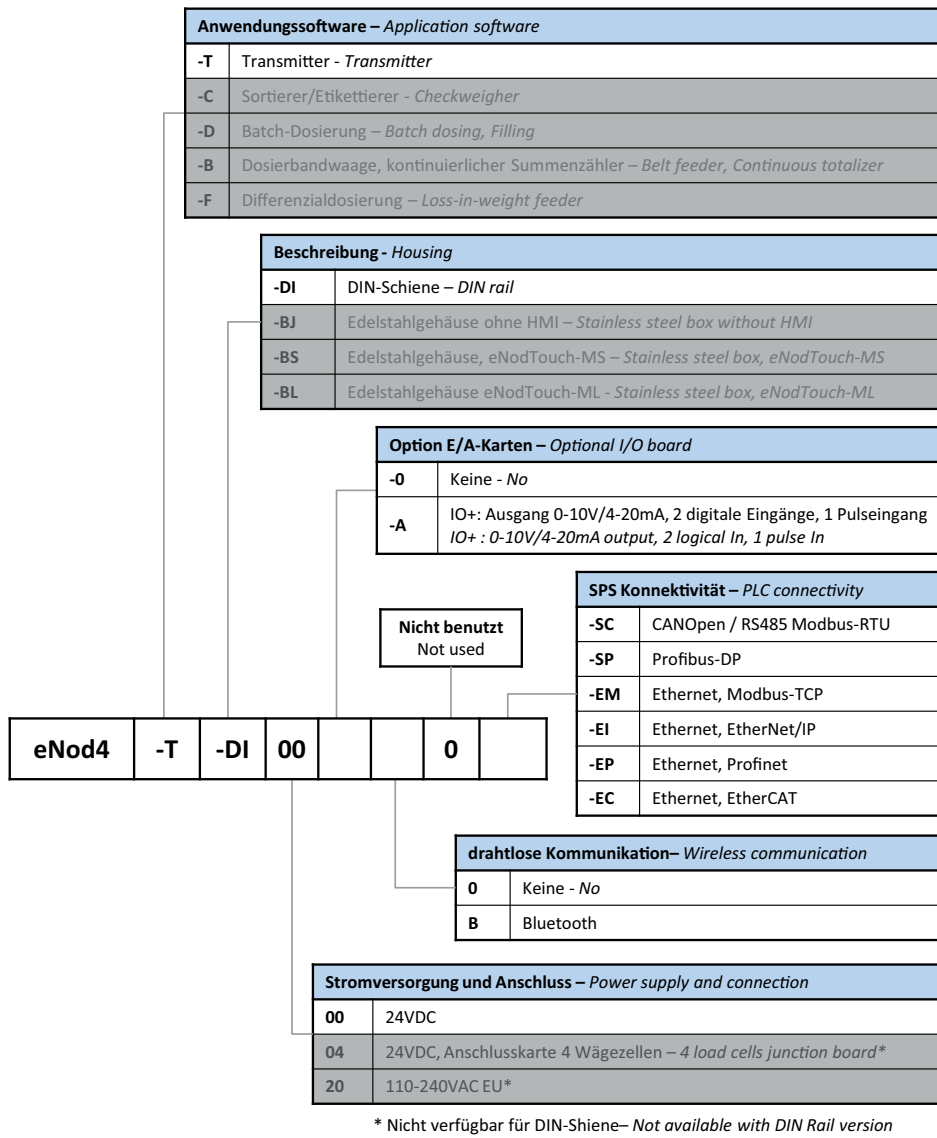 Anwendungssoftware – Application software
-T Transmitter - Transmitter
-C Sortierer/Etikettierer - Checkweigher
-D Batch-Dosierung – Batch dosing, Filling
-B Dosierbandwaage, kontinuierlicher Summenzähler – Belt feeder, Continuous totalizer
-F Differenzialdosierung – Loss-in-weight feeder
Beschreibung - Housing
-DI DIN-Schiene – DIN rail
-BJ Edelstahlgehäuse ohne HMI – Stainless steel box without HMI
-BS Edelstahlgehäuse, eNodTouch-MS – Stainless steel box, eNodTouch-MS
-BL Edelstahlgehäuse eNodTouch-ML - Stainless steel box, eNodTouch-ML
Option E/A-Karten – Optional I/O board
-0 Keine - No
-A IO+: Ausgang 0-10V/4-20mA, 2 digitale Eingänge, 1 Pulseingang
IO+ : 0-10V/4-20mA output, 2 logical In, 1 pulse In
SPS Konnektivität – PLC connectivity
-SC CANOpen / RS485 Modbus-RTU
-SP Profibus-DP
-EM Ethernet, Modbus-TCP
-EI Ethernet, EtherNet/IP
-EP Ethernet, Profinet
-EC Ethernet, EtherCAT
Nicht benutzt
Not used
eNod4 -T -DI 00 0
drahtlose Kommunikation– Wireless communication
0 Keine - No
B Bluetooth
Stromversorgung und Anschluss – Power supply and connection
00 24VDC
04 24VDC, Anschlusskarte 4 Wägezellen – 4 load cells junction board*
20 110-240VAC EU*
* Nicht verfügbar für DIN-Shiene– Not available with DIN Rail version